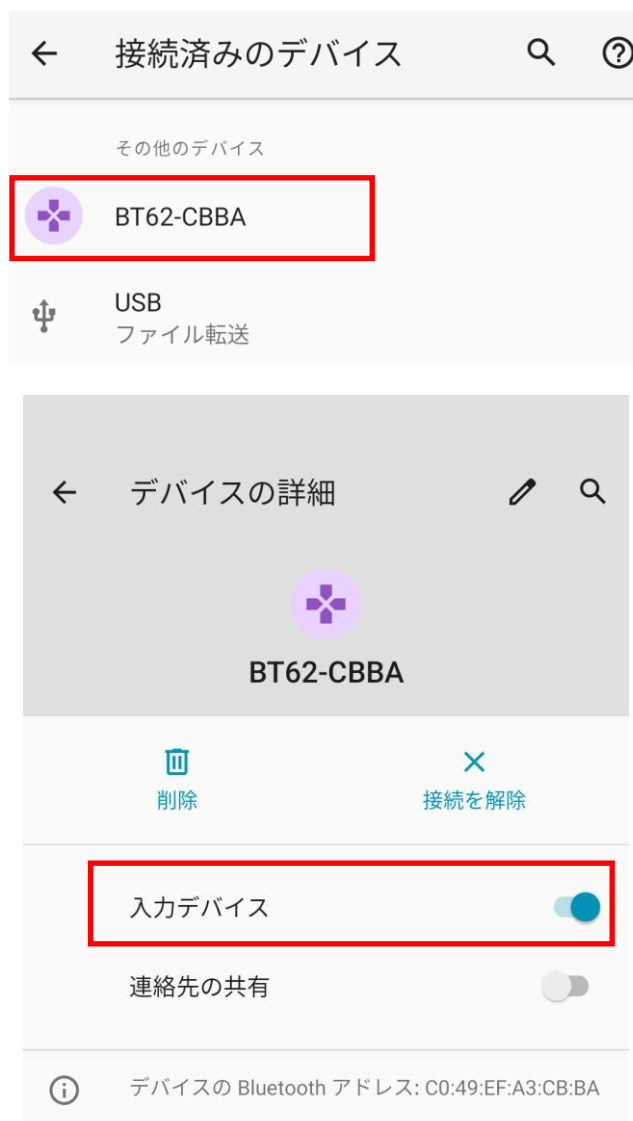 接続済みのデバイス
その他のデバイス
BT62-CBBA
USB
ファイル転送
デバイスの詳細
BT62-CBBA
削除
接続を解除
入力デバイス
連絡先の共有
デバイスの Bluetooth アドレス: C0:49:EF:A3:CB:BA